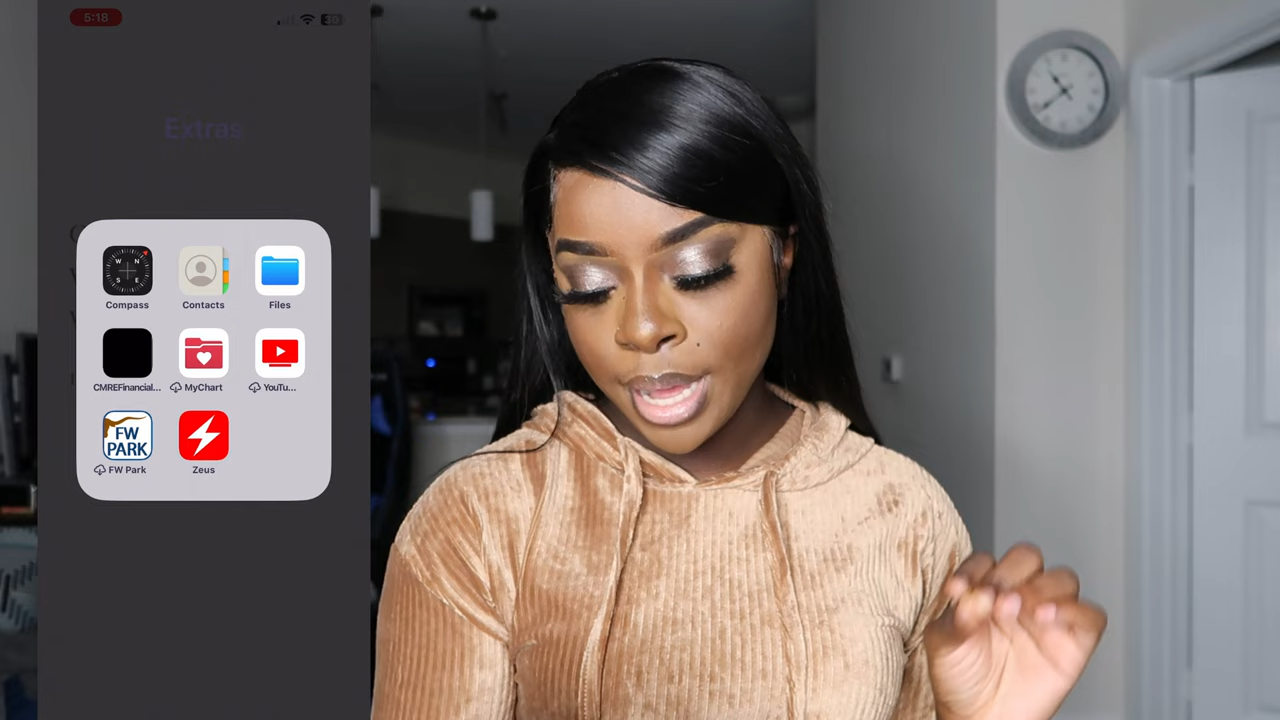 5:18
Extras
W N
S E
Compass
Contacts
Files
CMREFinancial...
MyChart
YouTu...
FW
PARK
FW Park
Zeus